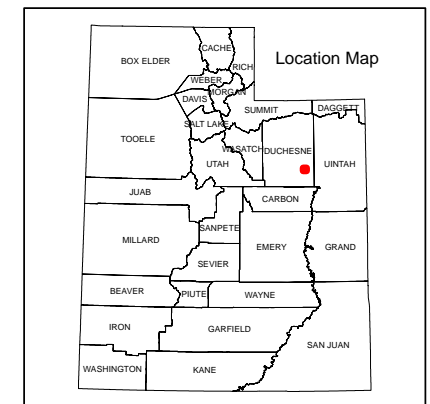 Location Map
CACHE
BOX ELDER
RICH
WEBER
MORGAN
DAVIS
SUMMIT
DAGGETT
SALT LAKE
TOOELE
WASATCH
DUCHESNE
UTAH
UINTAH
JUAB
CARBON
SANPETE
MILLARD
EMERY
GRAND
SEVIER
BEAVER
PIUTE
WAYNE
IRON
GARFIELD
SAN JUAN
WASHINGTON
KANE